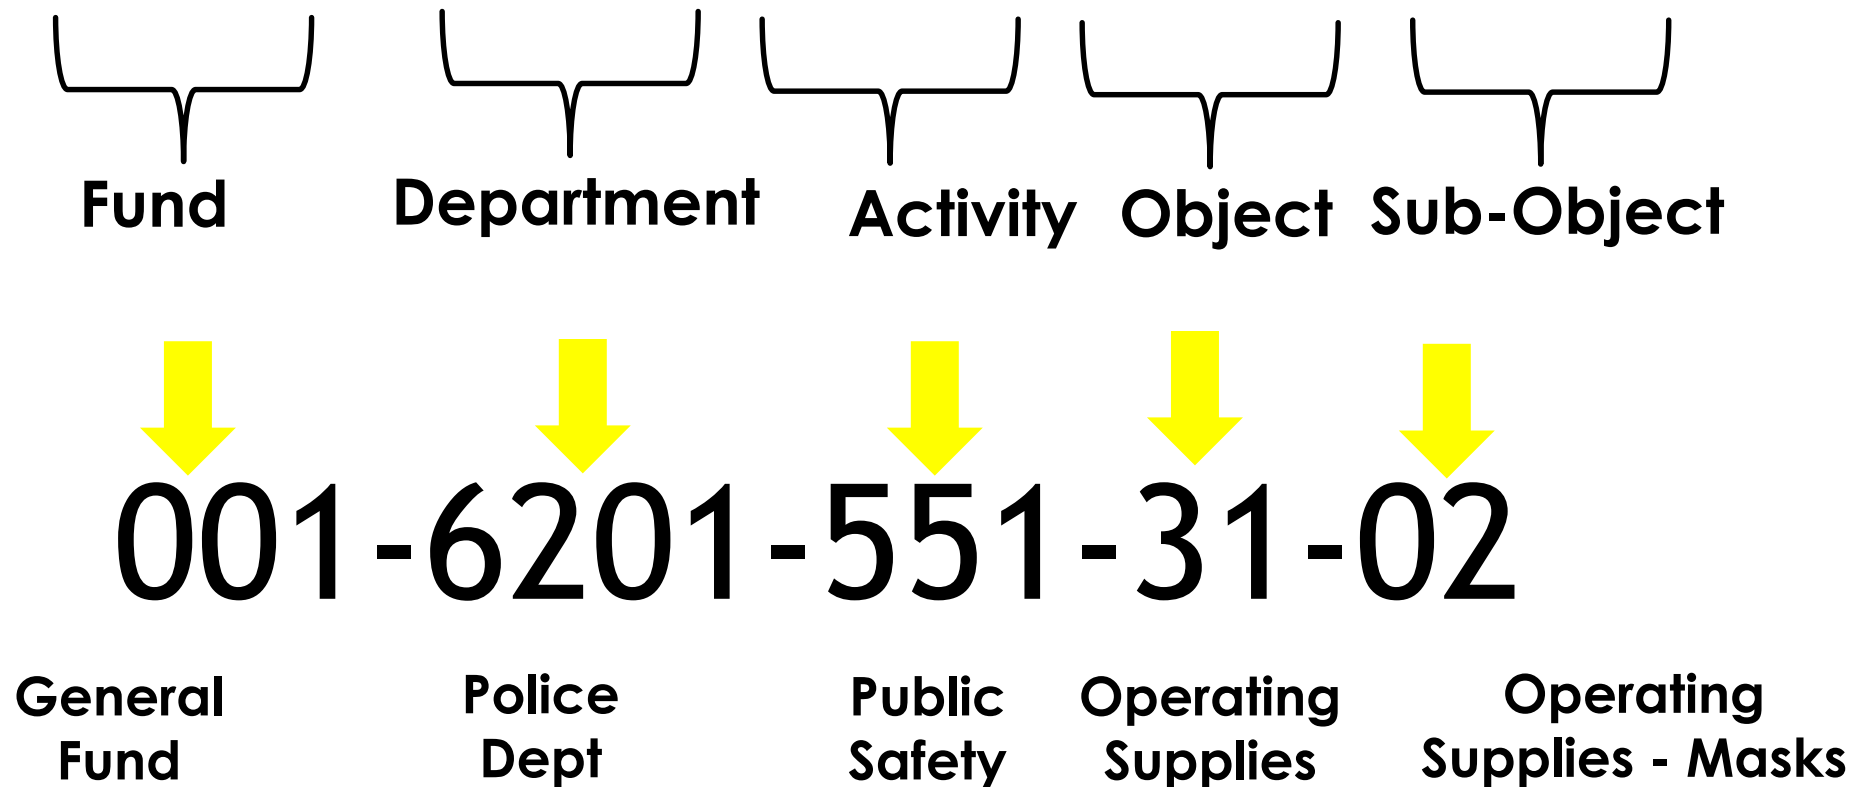 Fund Department Activity Object Sub-Object
001-6201-551-31-02
General Police Public Operating Operating
Fund Dept Safety Supplies Supplies - Masks